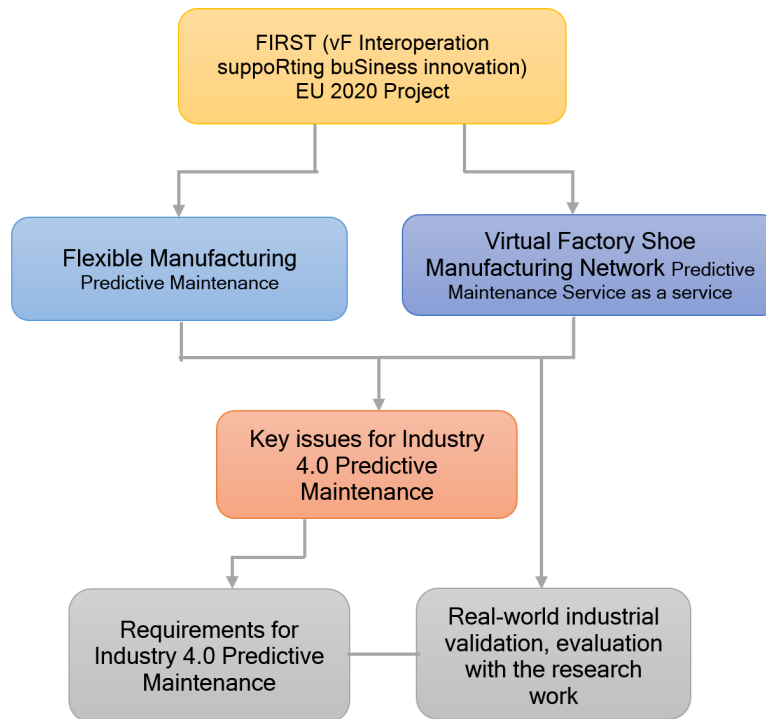 FIRST (vF Interoperation
suppoRting buSiness innovation)
EU 2020 Project
Flexible Manufacturing
Predictive Maintenance
Virtual Factory Shoe
Manufacturing Network Predictive
Maintenance Service as a service
Key issues for Industry
4.0 Predictive
Maintenance
Requirements for
Industry 4.0 Predictive
Maintenance
Real-world industrial
validation, evaluation
with the research
work